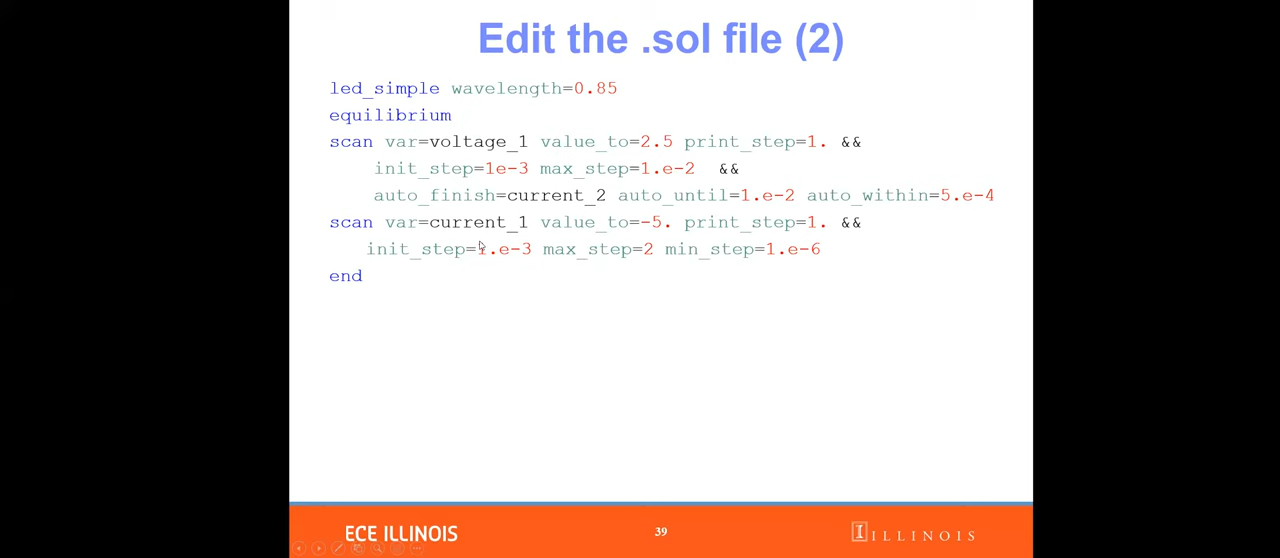 Edit the .sol file (2)
led_simple wavelength=0.85
equilibrium
scan var=voltage_1 value_to=2.5 print_step=1. &&
init_step=1e-3 max_step=1.e-2 &&
auto_finish=current_2 auto_until=1.e-2 auto_within=5.e-4
scan var=current_1 value_to=-5. print_step=1. &&
init_step=1.e-3 max_step=2 min_step=1.e-6
end
ECE ILLINOIS
39
I ILLINOIS